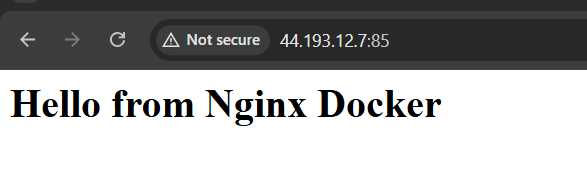 Not secure 44.193.12.7:85
Hello from Nginx Docker